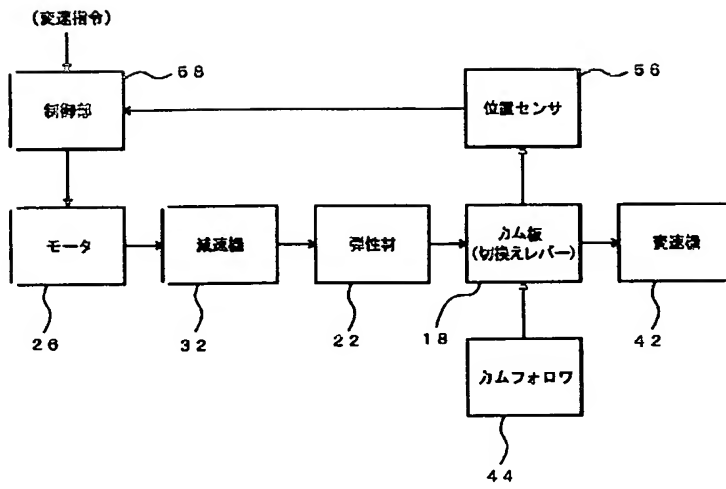 (変速指令)
58
制御部
56
位置センサ
モータ
減速機
弾性材
カム板
(切換えレバー)
変速機
26
32
22
18
42
カムフォロワ
44